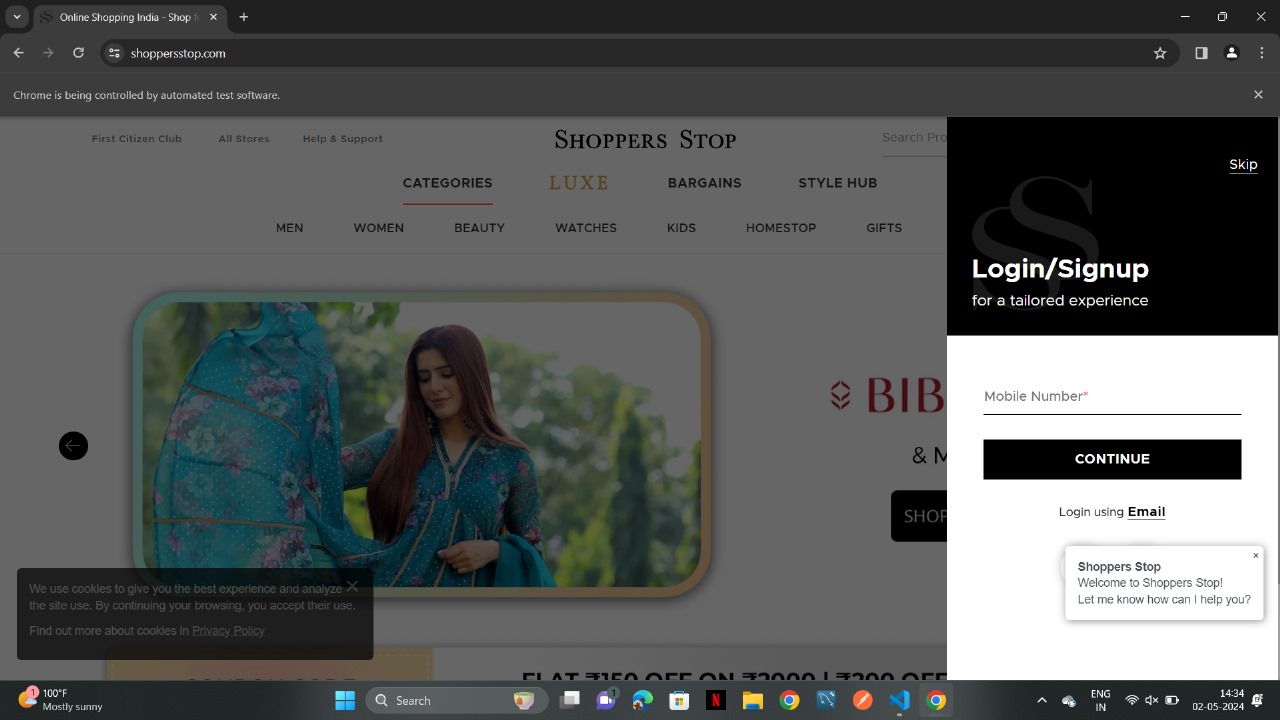 Online Shopping India - Shop
shoppersstop.com
Chrome is being controlled by automated test software.
First Citizen Club
All Stores
Help & Support
SHOPPERS STOP
Search Pro
Skip
CATEGORIES
LUXE
BARGAINS
STYLE HUB
MEN
WOMEN
BEAUTY
WATCHES
KIDS
HOMESTOP
GIFTS
Login/Signup
for a tailored experience
BIB
& M
SHOP
Mobile Number*
CONTINUE
Login using Email
Shoppers Stop
Welcome to Shoppers Stop!
Let me know how can I help you?
We use cookies to give you the best experience and analyze
the site use. By continuing your browsing, you accept their use.
Find out more about cookies in Privacy Policy
COUPON CODE
FLAT ₹150 OFF ON ₹2000 | ₹200 OFF
1
100°F
Mostly sunny
Search
1
ENG
IN
14:34
02-05-2024